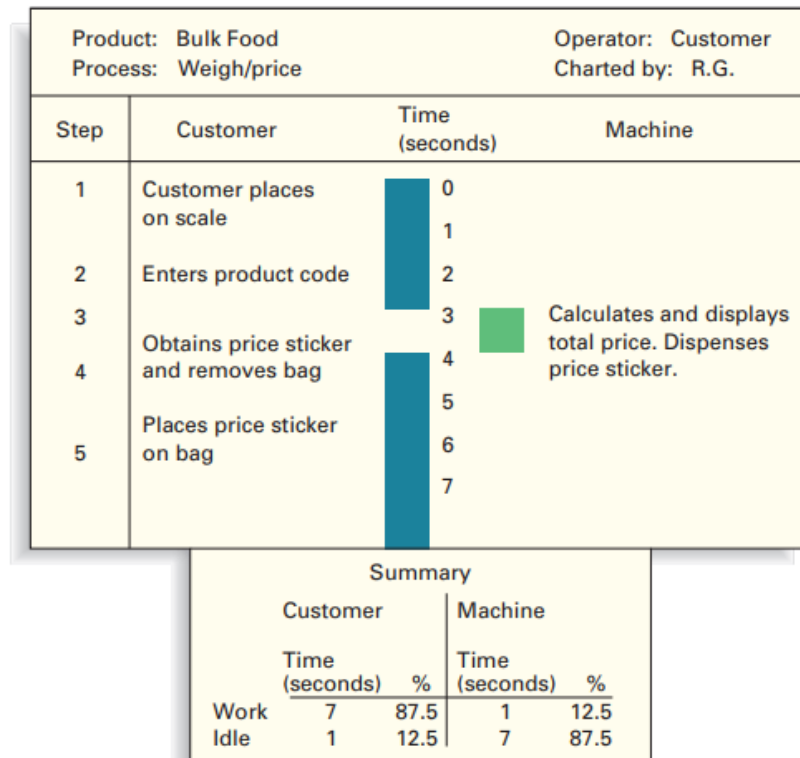 Product: Bulk Food Operator: Customer
Process: Weigh/price Charted by: R.G.
Step Customer Time (seconds) Machine
1 Customer places on scale 0
1
2 Enters product code 2
3 3 Calculates and displays total price. Dispenses price sticker.
4 Obtains price sticker and removes bag 4
5
5 Places price sticker on bag 6
7
Summary
Customer Machine
Time Time
(seconds) % (seconds) %
Work 7 87.5 1 12.5
Idle 1 12.5 7 87.5